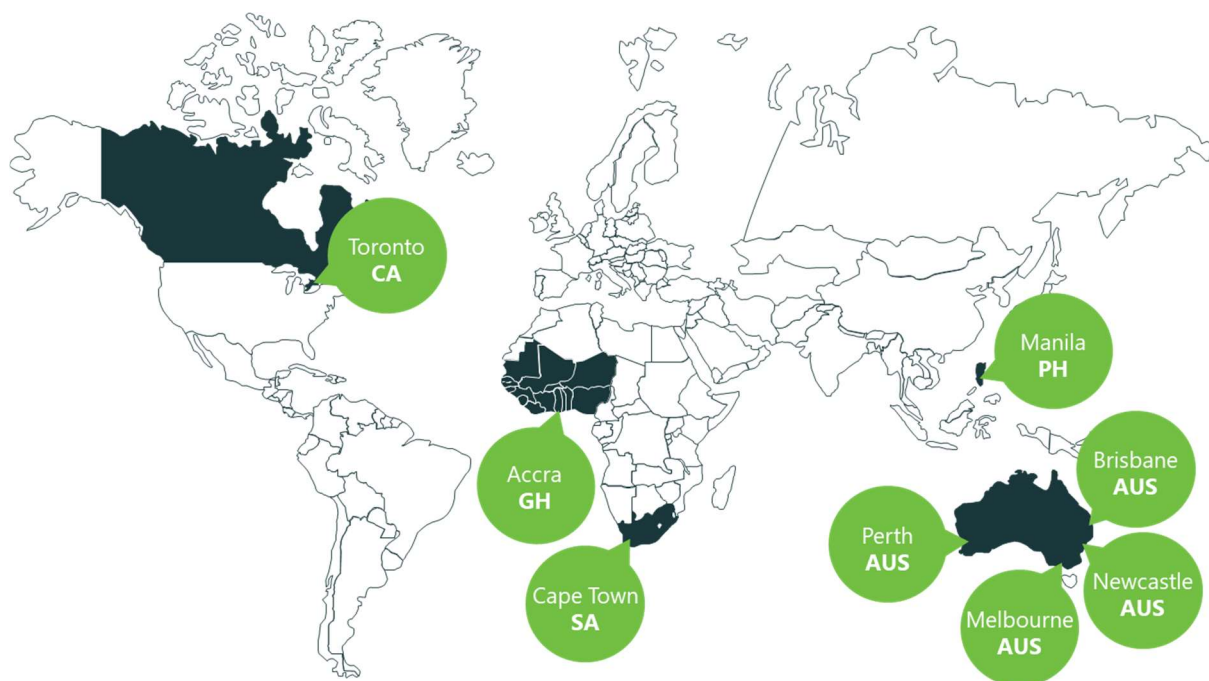 Toronto
CA
Manila
PH
Accra
GH
Brisbane
AUS
Perth
AUS
Newcastle
AUS
Cape Town
SA
Melbourne
AUS